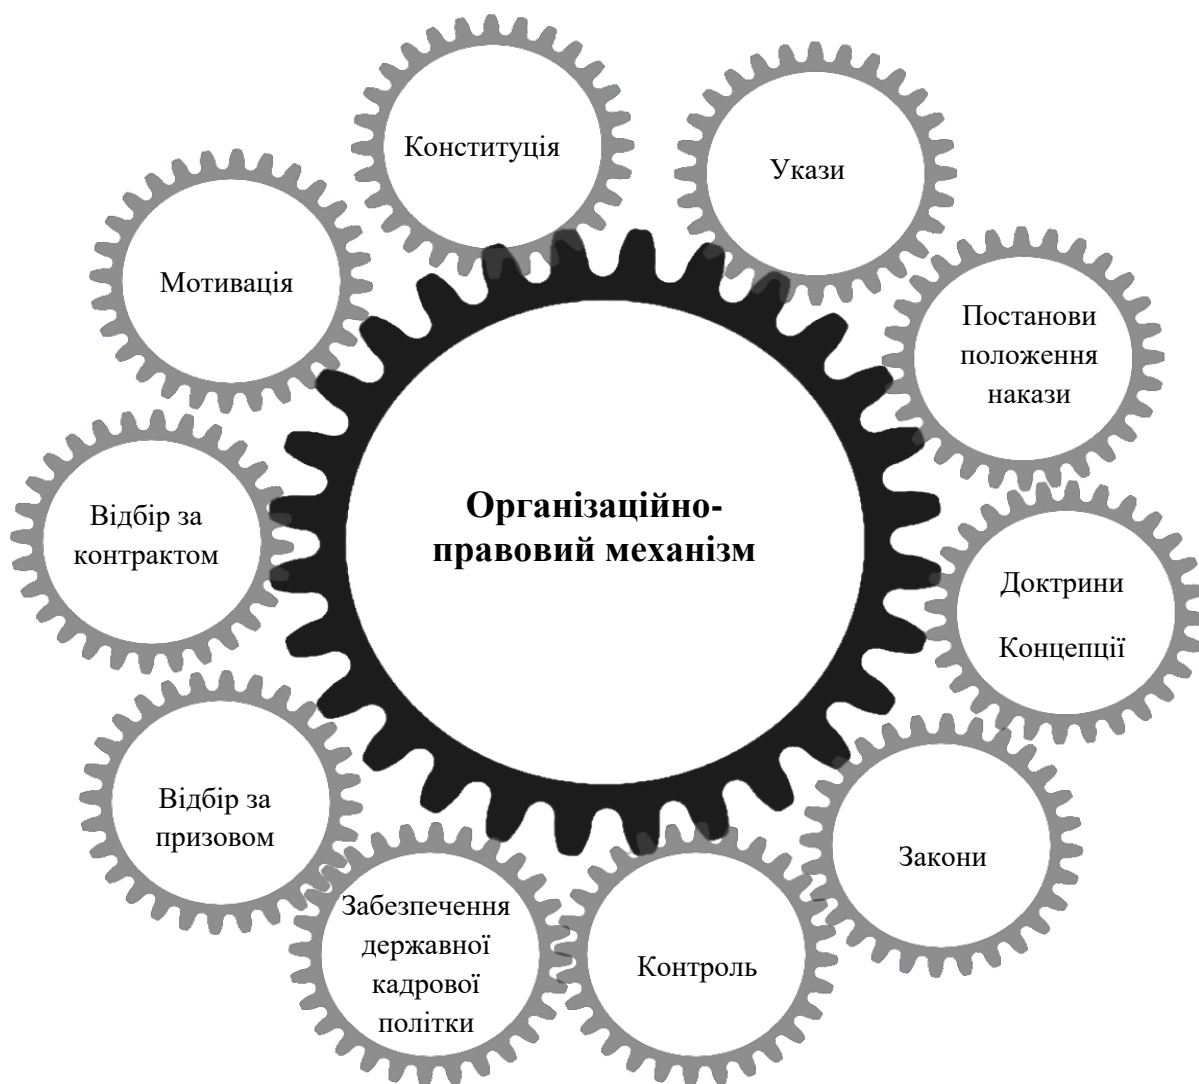 Конституція
Укази
Мотивація
Постанови
положення
накази
Відбір за
контрактом
Організаційно-
правовий механізм
Доктрини
Концепції
Відбір за
призовом
Закони
Забезпечення
державної
кадрової
політки
Контроль